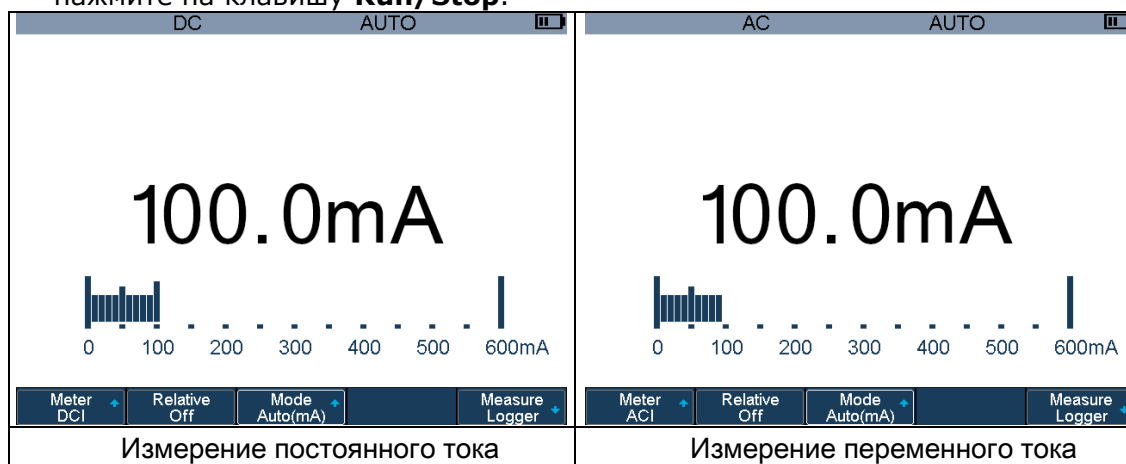 нажмите на клавишу Run/Stop.
DC AUTO
100.0mA
0 100 200 300 400 500 600mA
Meter DCI Relative Off Mode Auto(mA) Measure Logger
Измерение постоянного тока
AC AUTO
100.0mA
0 100 200 300 400 500 600mA
Meter ACI Relative Off Mode Auto(mA) Measure Logger
Измерение переменного тока